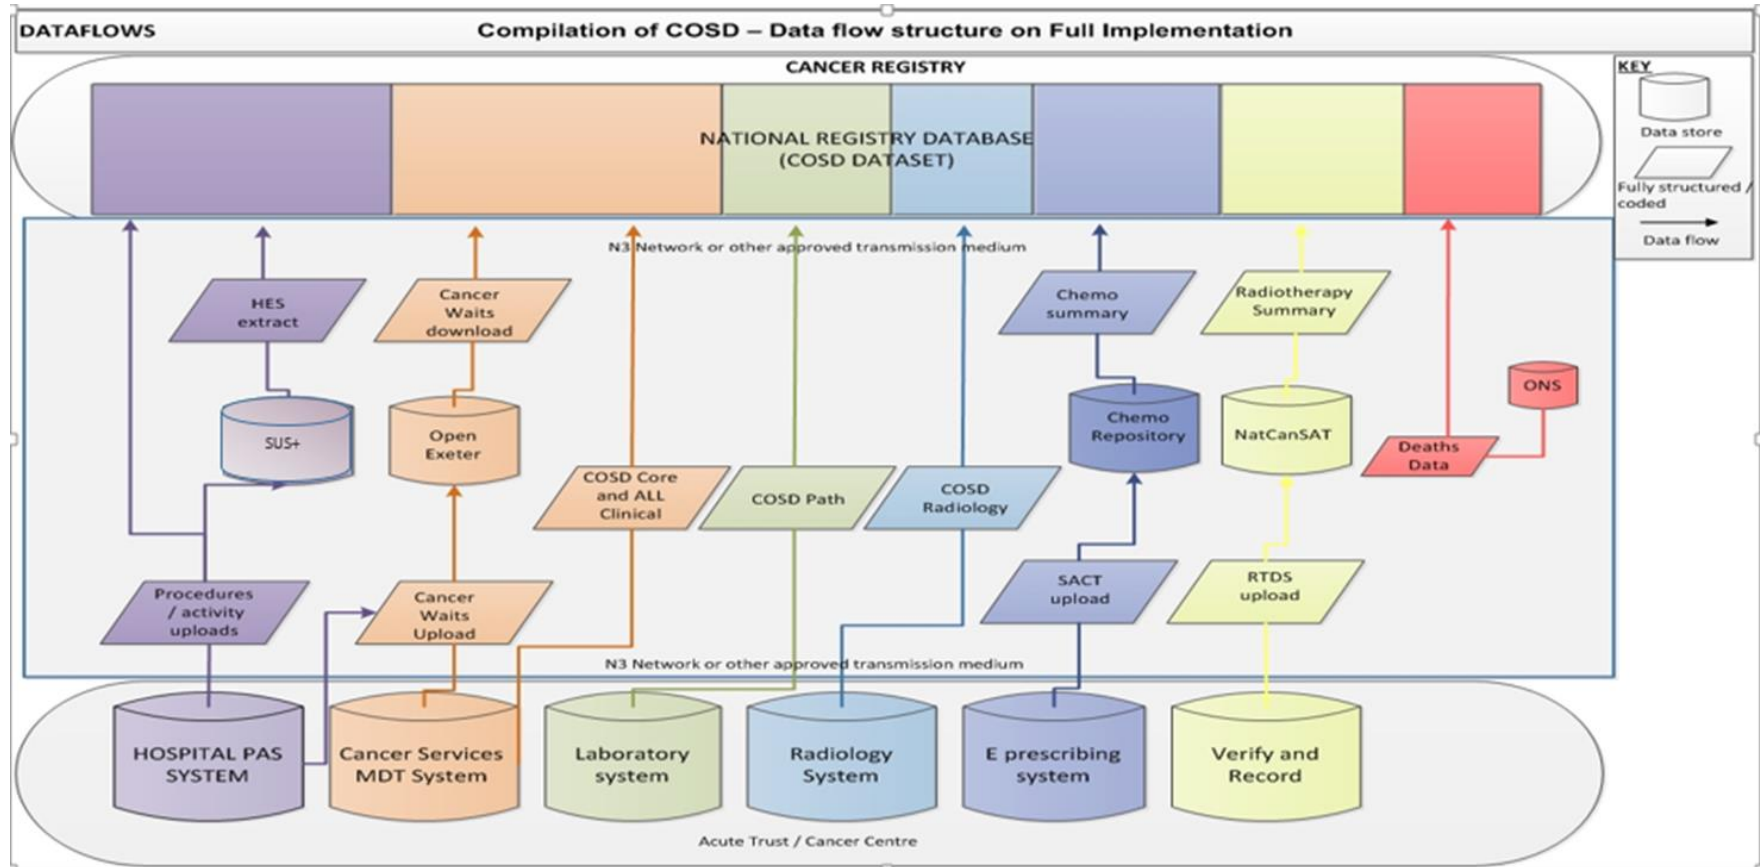 DATAFLOWS
Compilation of COSD – Data flow structure on Full Implementation
CANCER REGISTRY
NATIONAL REGISTRY DATABASE
(COSD DATASET)
KEY
Data store
Fully structured /
coded
Data flow
N3 Network or other approved transmission medium
HES
extract
Cancer
Waits
download
Chemo
summary
Radiotherapy
Summary
SUS+
Open
Exeter
Chemo
Repository
NatCanSAT
ONS
Deaths
Data
COSD Core
and ALL
Clinical
COSD Path
COSD
Radiology
Procedures
/ activity
uploads
Cancer
Waits
Upload
SACT
upload
RTDS
upload
N3 Network or other approved transmission medium
HOSPITAL PAS
SYSTEM
Cancer Services
MDT System
Laboratory
system
Radiology
System
E prescribing
system
Verify and
Record
Acute Trust / Cancer Centre